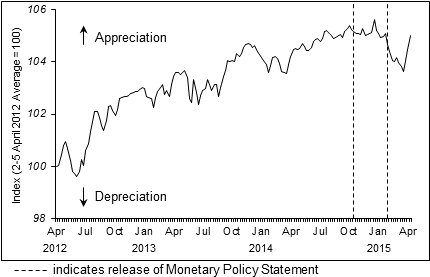 106
Appreciation
104
102
100
Depreciation
98
Index (2-5 April 2012 Average = 100)
Apr Jul Oct Jan Apr Jul Oct Jan Apr Jul Oct Jan Apr
2012 2013 2014 2015
indicates release of Monetary Policy Statement